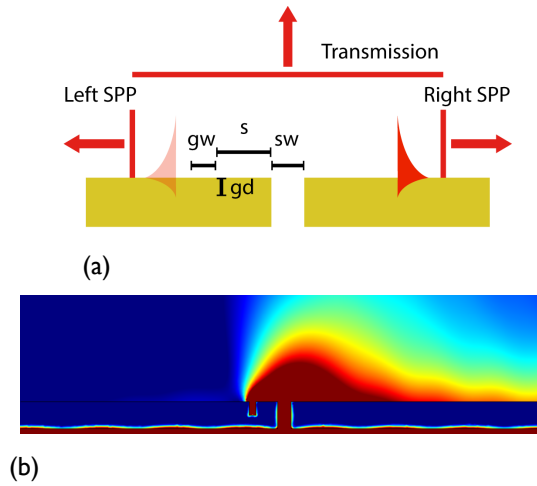 Transmission
Left SPP
Right SPP
gw
s
sw
gd
(a)
(b)